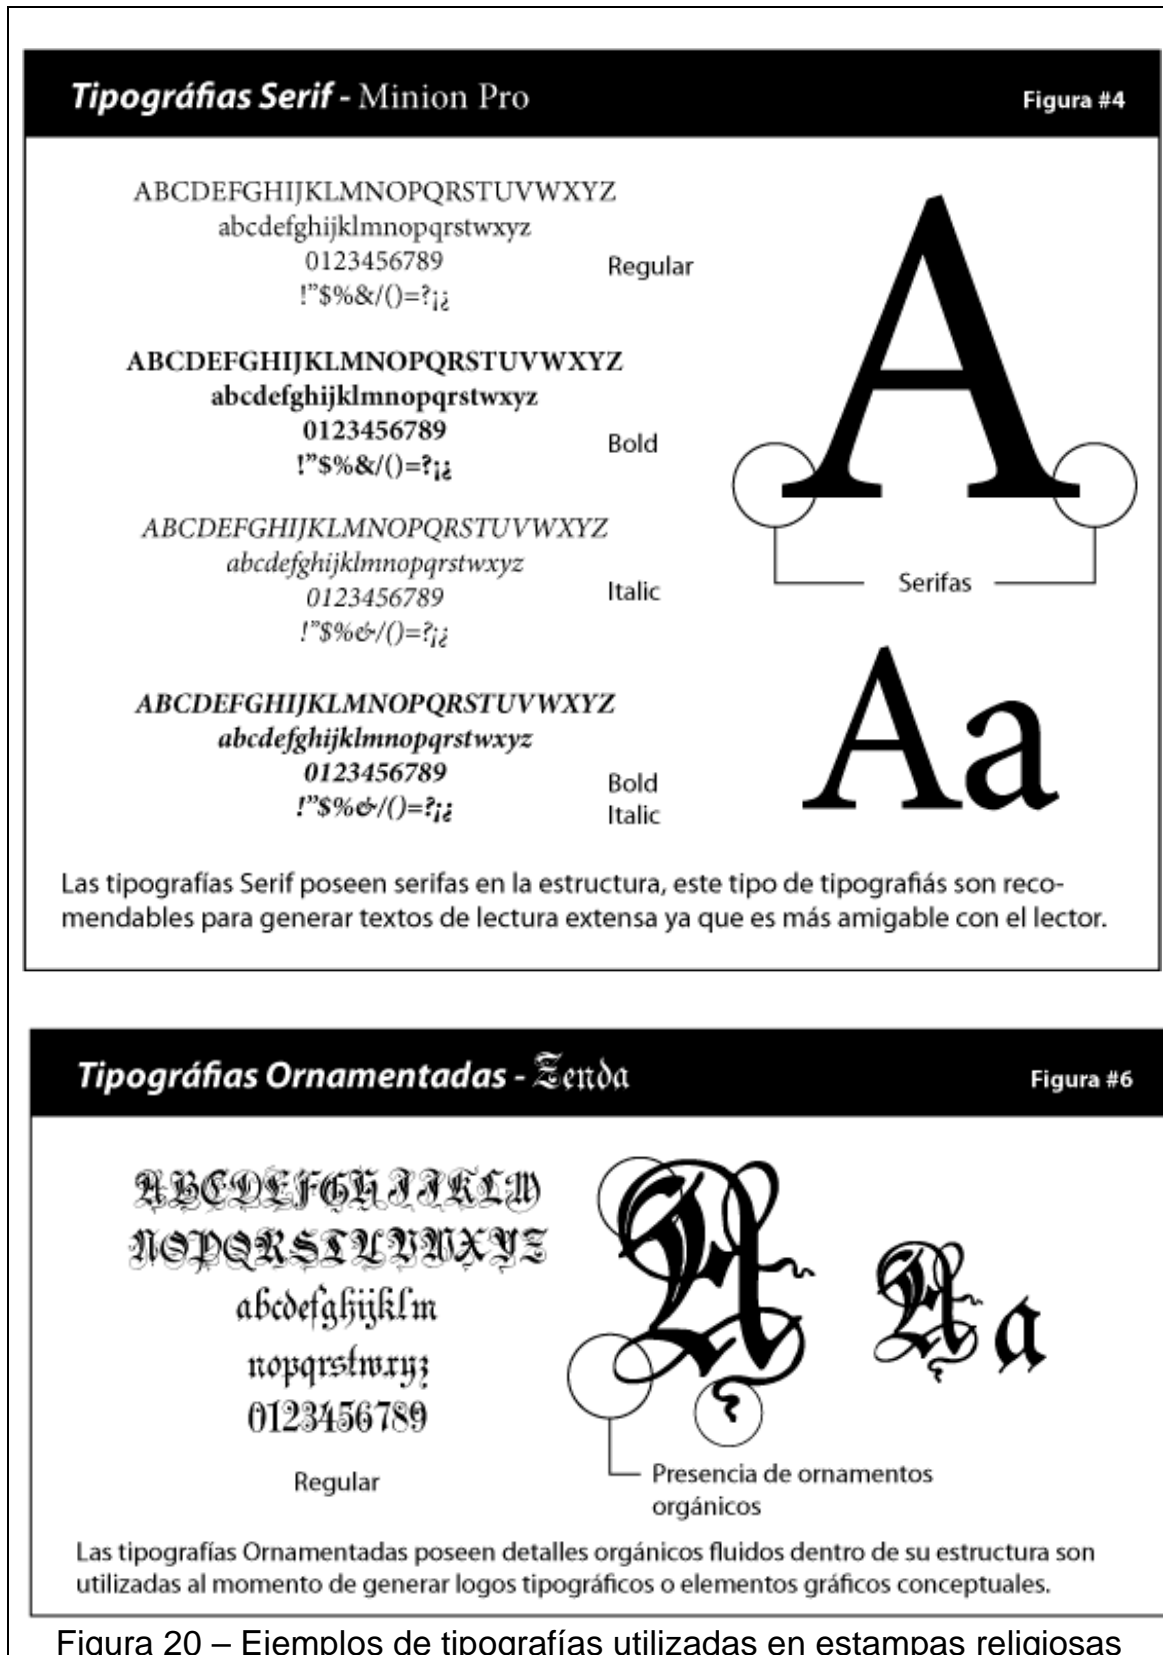 Tipográfias Serif - Minion Pro
Figura #4
ABCDEFGHIJKLMNOPQRSTUVWXYZ
abcdefghijklmnopqrstwxyz
0123456789
!”$%&/()=?¡¿
Regular
ABCDEFGHIJKLMNOPQRSTUVWXYZ
abcdefghijklmnopqrstwxyz
0123456789
!”$%&/()=?¡¿
Bold
ABCDEFGHIJKLMNOPQRSTUVWXYZ
abcdefghijklmnopqrstwxyz
0123456789
!”$%&/()=?¡¿
Italic
ABCDEFGHIJKLMNOPQRSTUVWXYZ
abcdefghijklmnopqrstwxyz
0123456789
!”$%&/()=?¡¿
Bold
Italic
A
Serifas
Aa
Las tipografías Serif poseen serifas en la estructura, este tipo de tipografiás son reco-
mendables para generar textos de lectura extensa ya que es más amigable con el lector.
Tipográfias Ornamentadas - Zenda
Figura #6
ABCDEFGHIJKLM
NOPQRSTUVWXYZ
abcdefghijklm
nopqrstwxyz
0123456789
Regular
A
A a
Presencia de ornamentos
orgánicos
Las tipografías Ornamentadas poseen detalles orgánicos fluidos dentro de su estructura son
utilizadas al momento de generar logos tipográficos o elementos gráficos conceptuales.
Figura 20 – Ejemplos de tipografías utilizadas en estampas religiosas